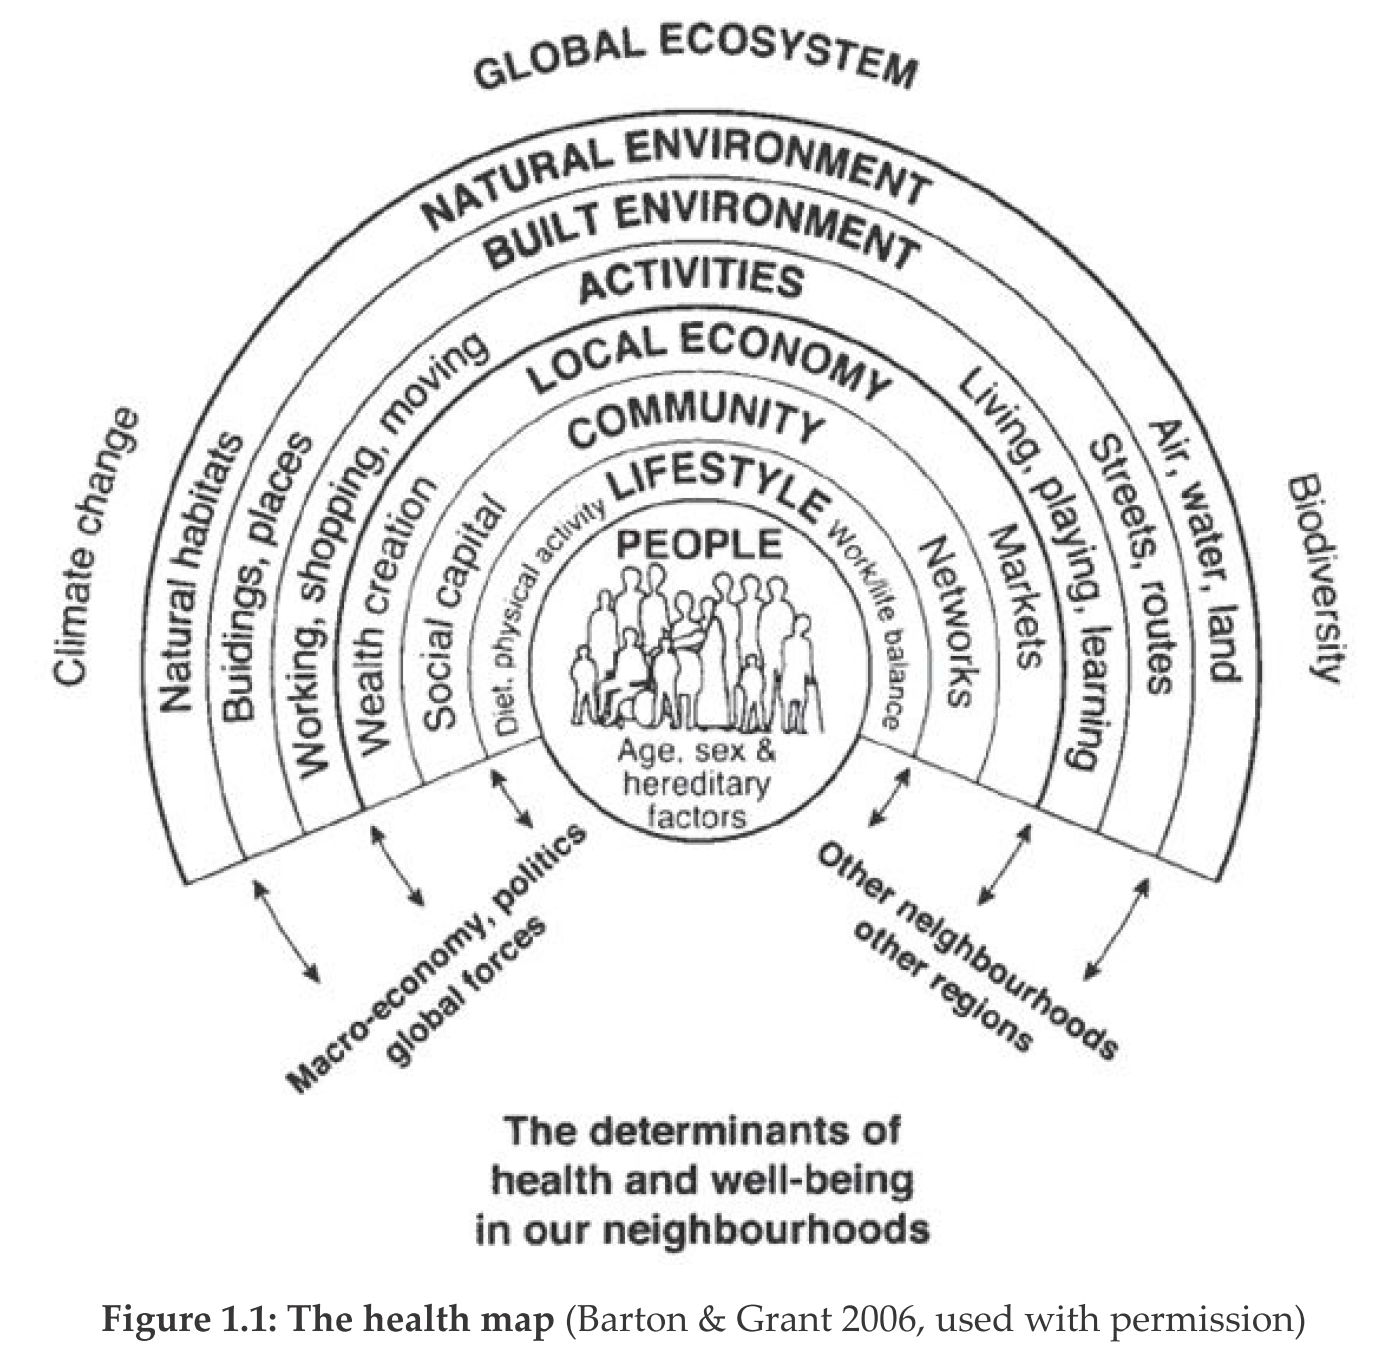 GLOBAL ECOSYSTEM
NATURAL ENVIRONMENT
BUILT ENVIRONMENT
ACTIVITIES
LOCAL ECONOMY
COMMUNITY
LIFESTYLE
PEOPLE
Age, sex &
hereditary
factors
Climate change
Natural habitats
Buidings, places
Working, shopping, moving
Wealth creation
Social capital
Diet, physical activity
Work/life balance
Networks
Markets
Living, playing, learning
Streets, routes
Air, water, land
Biodiversity
Macro-economy, politics
global forces
Other neighbourhoods
other regions
The determinants of
health and well-being
in our neighbourhoods
Figure 1.1: The health map (Barton & Grant 2006, used with permission)